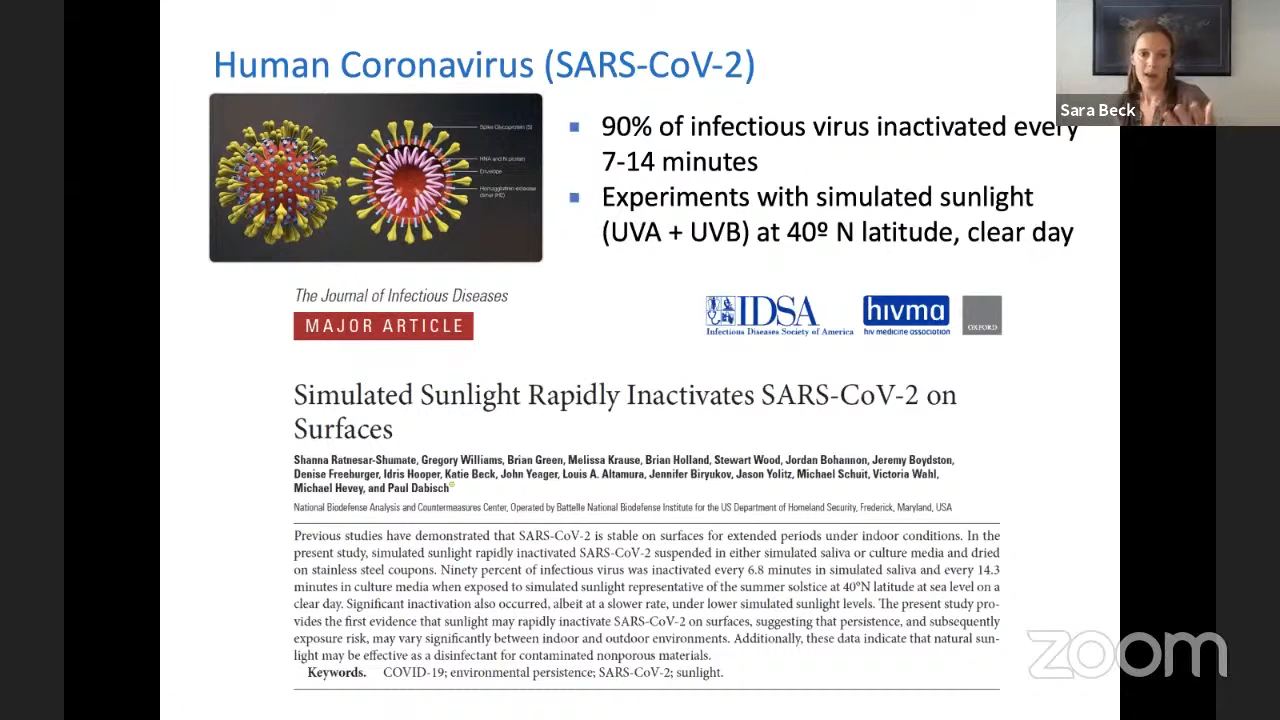 Human Coronavirus (SARS-CoV-2)
Spike Glycoprotein (S)
RNA and N protein
Envelope
Hemagglutinin-esterase
dimer (HE)
▪ 90% of infectious virus inactivated every
7-14 minutes
▪ Experiments with simulated sunlight
(UVA + UVB) at 40º N latitude, clear day
Sara Beck
The Journal of Infectious Diseases
MAJOR ARTICLE
IDSA
Infectious Diseases Society of America
hivma
hiv medicine association
OXFORD
Simulated Sunlight Rapidly Inactivates SARS-CoV-2 on
Surfaces
Shanna Ratnesar-Shumate, Gregory Williams, Brian Green, Melissa Krause, Brian Holland, Stewart Wood, Jordan Bohannon, Jeremy Boydston,
Denise Freeburger, Idris Hooper, Katie Beck, John Yeager, Louis A. Altamura, Jennifer Biryukov, Jason Yolitz, Michael Schuit, Victoria Wahl,
Michael Hevey, and Paul Dabisch
National Biodefense Analysis and Countermeasures Center, Operated by Battelle National Biodefense Institute for the US Department of Homeland Security, Frederick, Maryland, USA
Previous studies have demonstrated that SARS-CoV-2 is stable on surfaces for extended periods under indoor conditions. In the
present study, simulated sunlight rapidly inactivated SARS-CoV-2 suspended in either simulated saliva or culture media and dried
on stainless steel coupons. Ninety percent of infectious virus was inactivated every 6.8 minutes in simulated saliva and every 14.3
minutes in culture media when exposed to simulated sunlight representative of the summer solstice at 40°N latitude at sea level on a
clear day. Significant inactivation also occurred, albeit at a slower rate, under lower simulated sunlight levels. The present study pro-
vides the first evidence that sunlight may rapidly inactivate SARS-CoV-2 on surfaces, suggesting that persistence, and subsequently
exposure risk, may vary significantly between indoor and outdoor environments. Additionally, these data indicate that natural sun-
light may be effective as a disinfectant for contaminated nonporous materials.
Keywords. COVID-19; environmental persistence; SARS-CoV-2; sunlight.
zoom